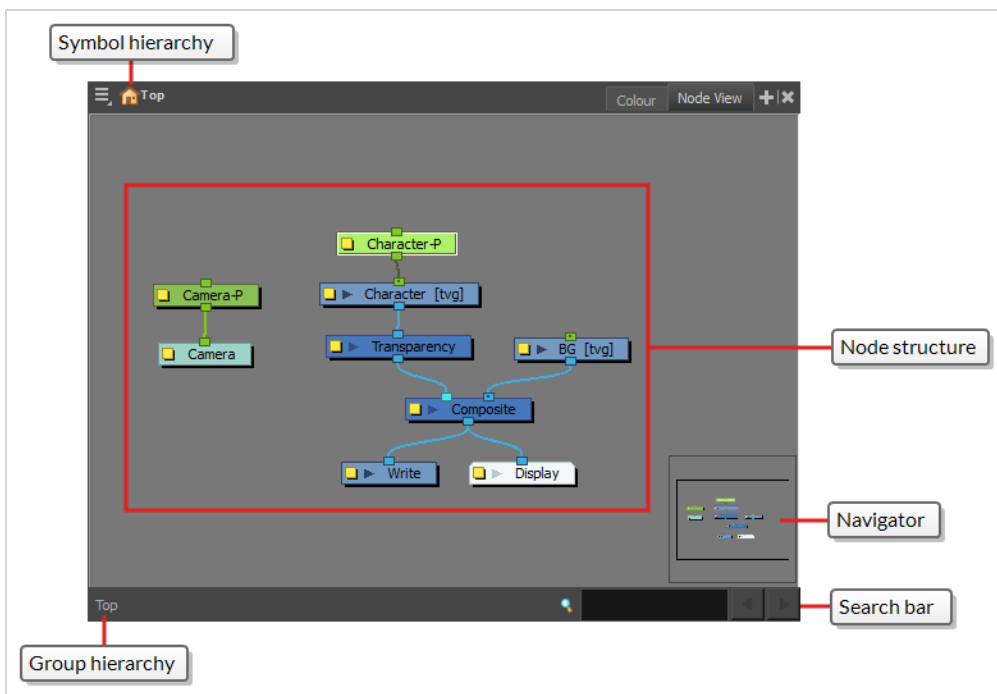 Symbol hierarchy
Top
Colour
Node View
Character-P
Camera-P
Character [tvg]
Camera
Transparency
BG [tvg]
Node structure
Composite
Write
Display
Navigator
Top
Search bar
Group hierarchy